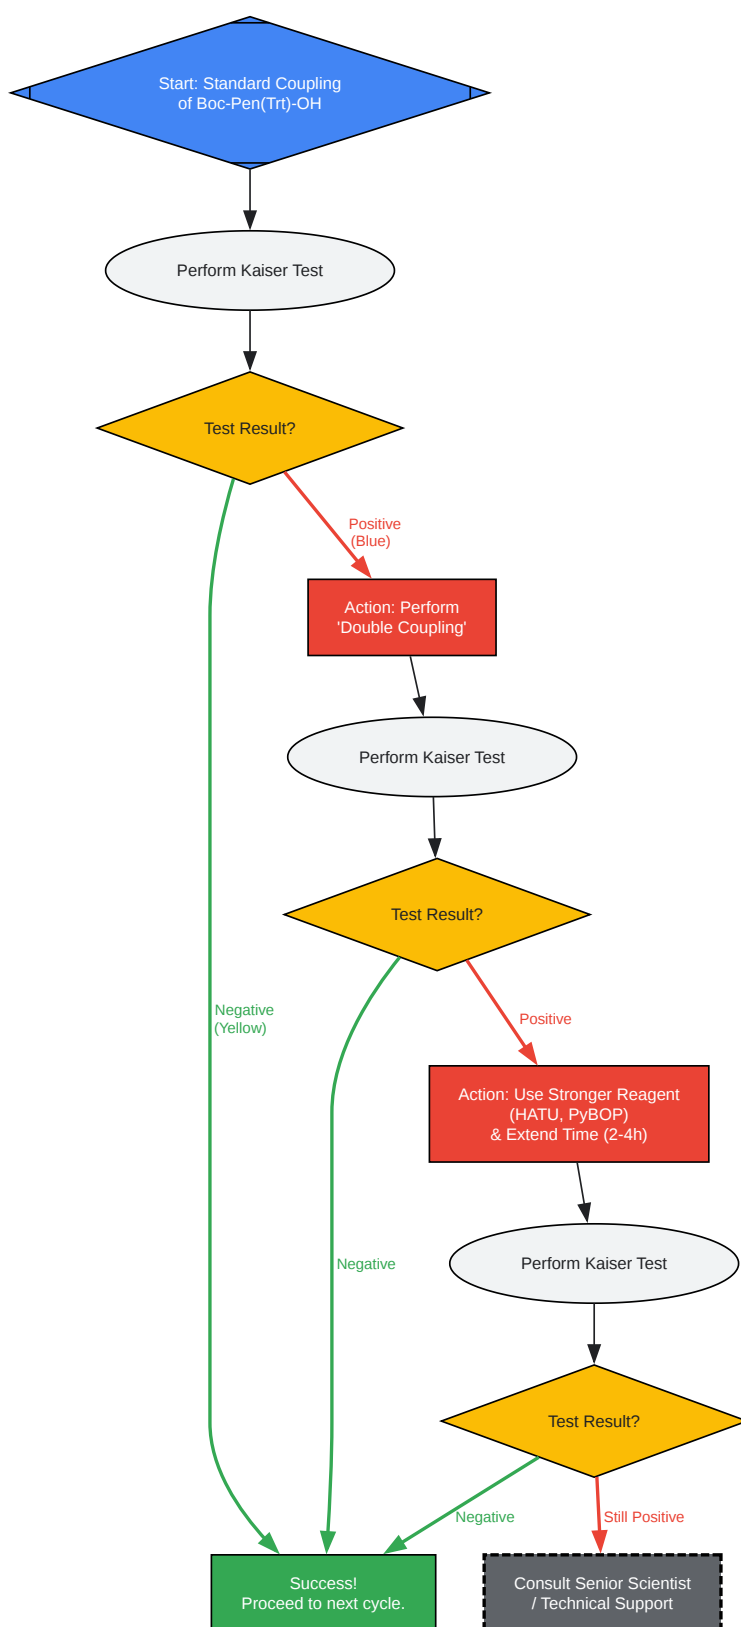 Start: Standard Coupling
of Boc-Pen(Trt)-OH
Perform Kaiser Test
Test Result?
Positive
(Blue)
Action: Perform
'Double Coupling'
Perform Kaiser Test
Test Result?
Negative
(Yellow)
Positive
Action: Use Stronger Reagent
(HATU, PyBOP)
& Extend Time (2-4h)
Perform Kaiser Test
Negative
Test Result?
Negative
Still Positive
Success!
Proceed to next cycle.
Consult Senior Scientist
/ Technical Support